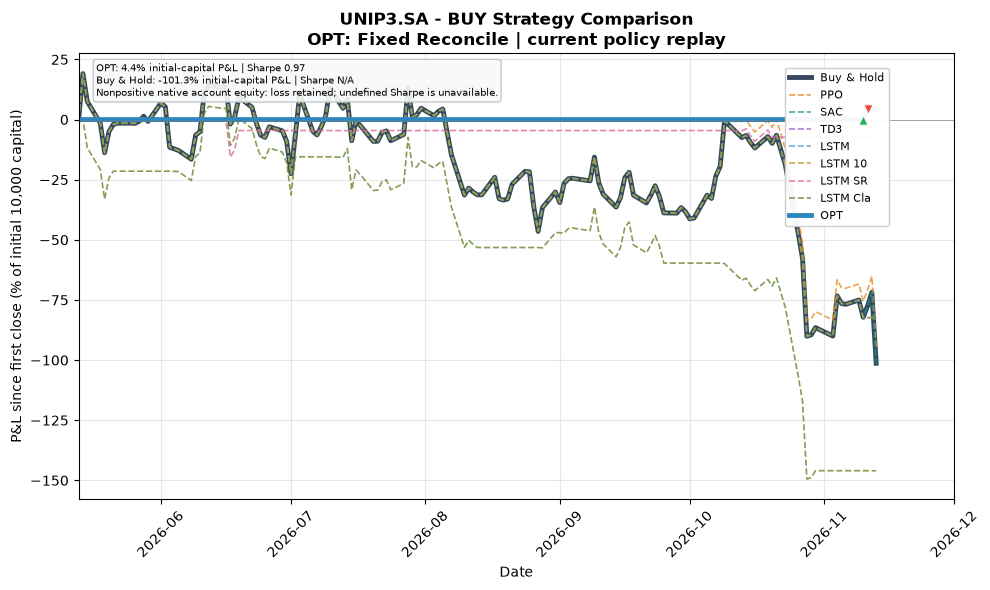 UNIP3.SA - BUY Strategy Comparison
OPT: Fixed Reconcile | current policy replay
OPT: 4.4% initial-capital P&L | Sharpe 0.97
Buy & Hold: -101.3% initial-capital P&L | Sharpe N/A
Nonpositive native account equity: loss retained; undefined Sharpe is unavailable.
Buy & Hold
PPO
SAC
TD3
LSTM
LSTM 10
LSTM SR
LSTM Cla
OPT
P&L since first close (% of initial 10,000 capital)
25
0
−25
−50
−75
−100
−125
−150
2026-06
2026-07
2026-08
2026-09
2026-10
2026-11
2026-12
Date